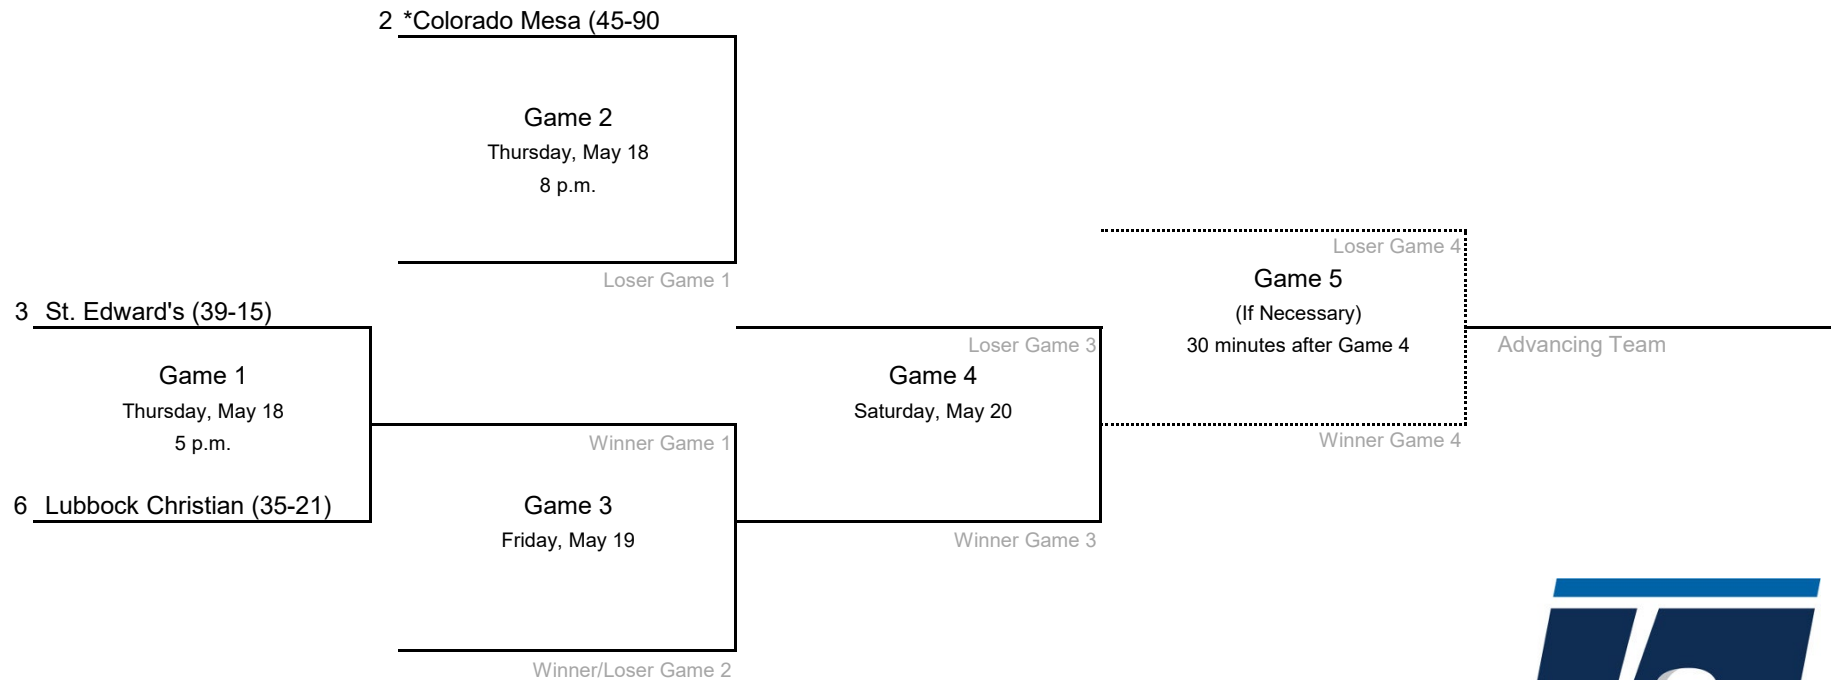 2 *Colorado Mesa (45-90
Game 2
Thursday, May 18
8 p.m.
Loser Game 1
3 St. Edward's (39-15)
Game 1
Thursday, May 18
5 p.m.
6 Lubbock Christian (35-21)
Winner Game 1
Game 3
Friday, May 19
Winner/Loser Game 2
Loser Game 3
Game 4
Saturday, May 20
Winner Game 3
Loser Game 4
Game 5
(If Necessary)
30 minutes after Game 4
Winner Game 4
Advancing Team